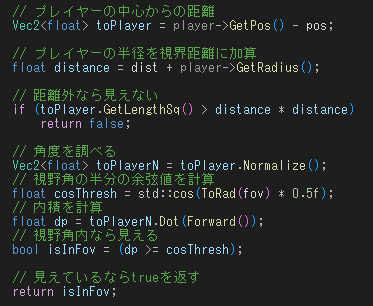 // プレイヤーの中心からの距離
Vec2<float> toPlayer = player->GetPos() - pos;
// プレイヤーの半径を視界距離に加算
float distance = dist + player->GetRadius();
// 距離外なら見えない
if (toPlayer.GetLengthSq() > distance * distance)
    return false;
// 角度を調べる
Vec2<float> toPlayerN = toPlayer.Normalize();
// 視野角の半分の余弦値を計算
float cosThresh = std::cos(ToRad(fov) * 0.5f);
// 内積を計算
float dp = toPlayerN.Dot(Forward());
// 視野角内なら見える
bool isInFov = (dp >= cosThresh);
// 見えているならtrueを返す
return isInFov;